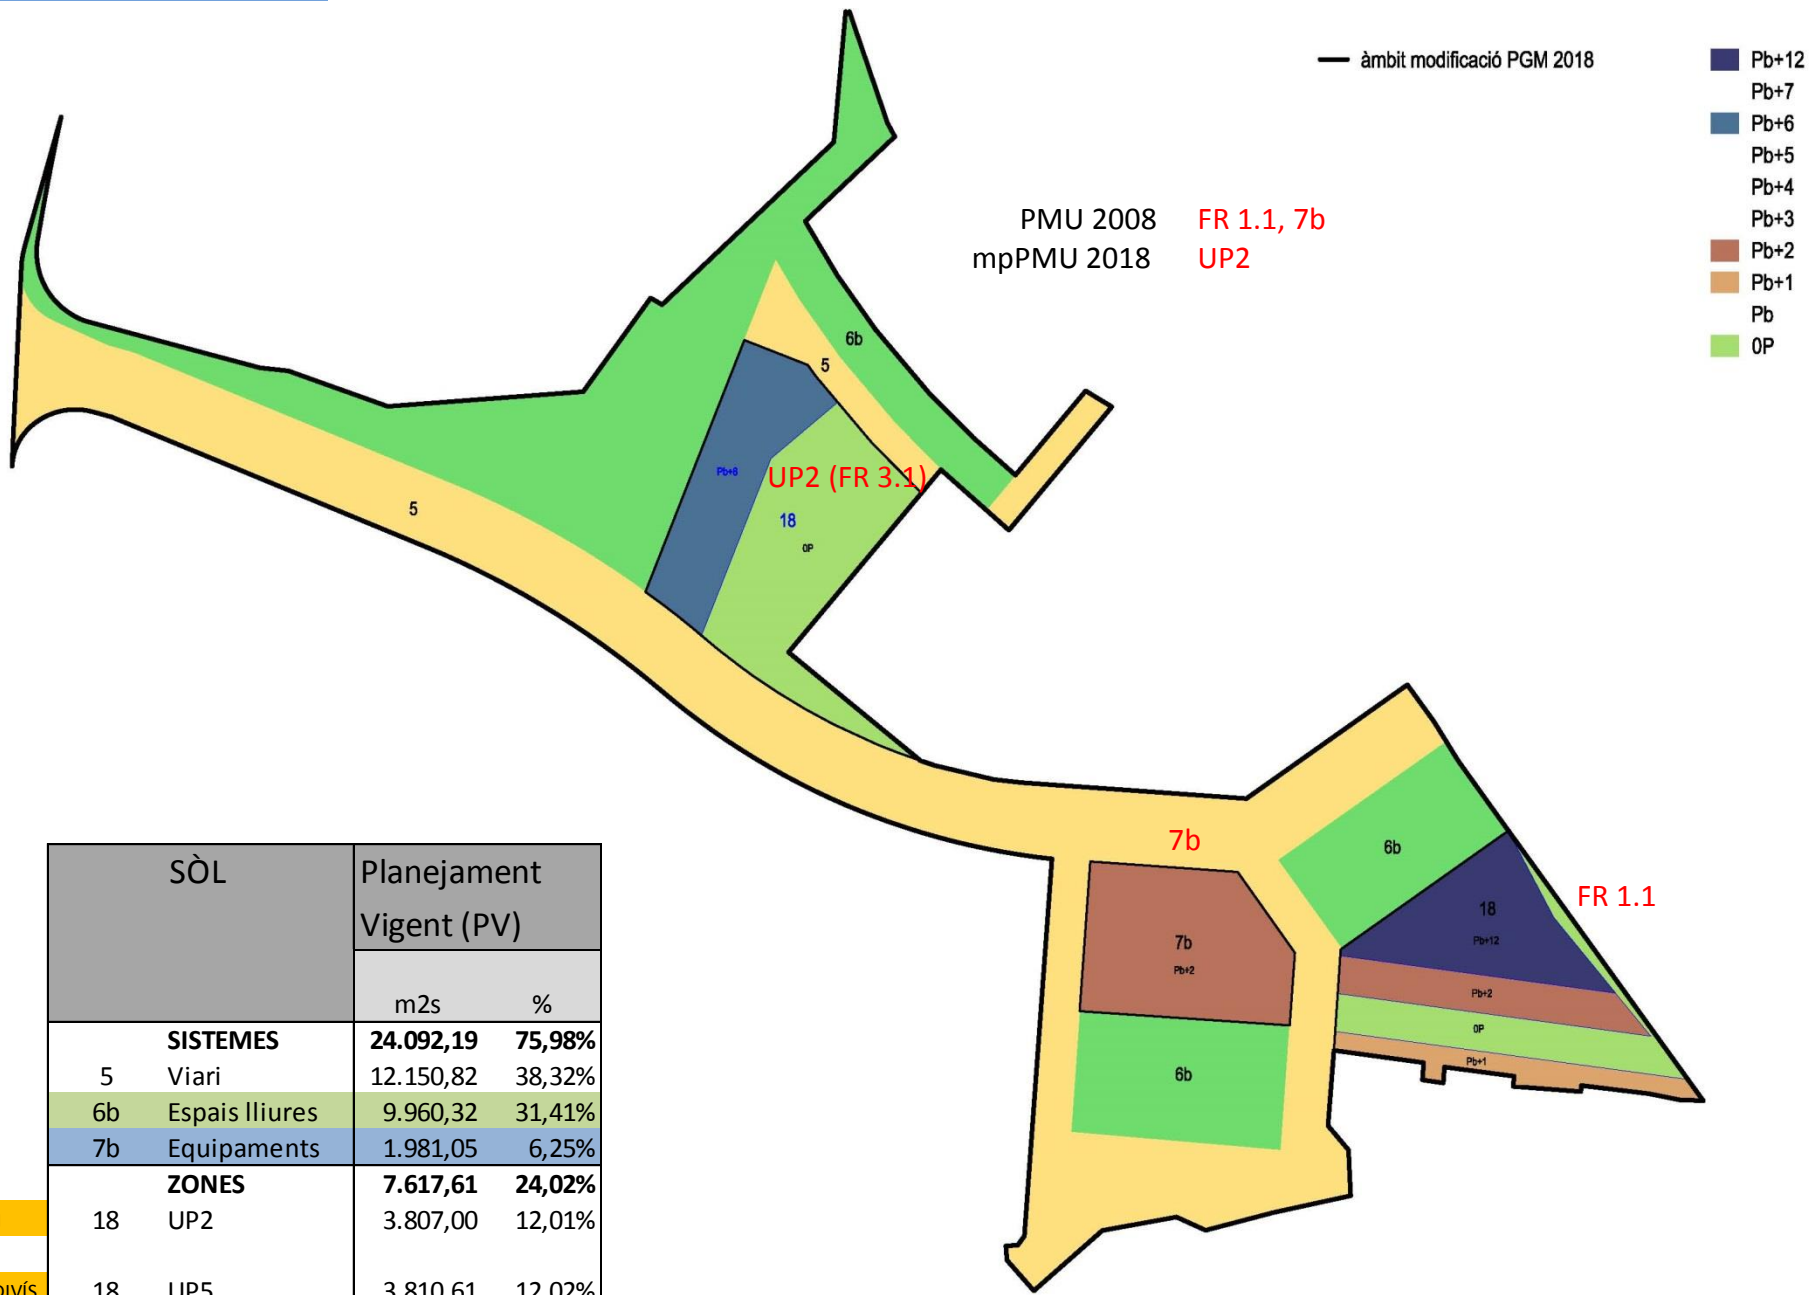 àmbit modificació PGM 2018
Pb+12
Pb+7
Pb+6
Pb+5
Pb+4
Pb+3
Pb+2
Pb+1
Pb
0P
PMU 2008 FR 1.1, 7b
mpPMU 2018 UP2
6b
5
Pb+6
UP2 (FR 3.1)
18
0P
5
7b
6b
18
Pb+12
FR 1.1
7b
Pb+2
Pb+2
0P
Pb+1
6b
SÒL Planejament
Vigent (PV)
m2s %
SISTEMES 24.092,19 75,98%
5 Viari 12.150,82 38,32%
6b Espais lliures 9.960,32 31,41%
7b Equipaments 1.981,05 6,25%
ZONES 7.617,61 24,02%
18 UP2 3.807,00 12,01%
18 UP5 3.810,61 12,02%